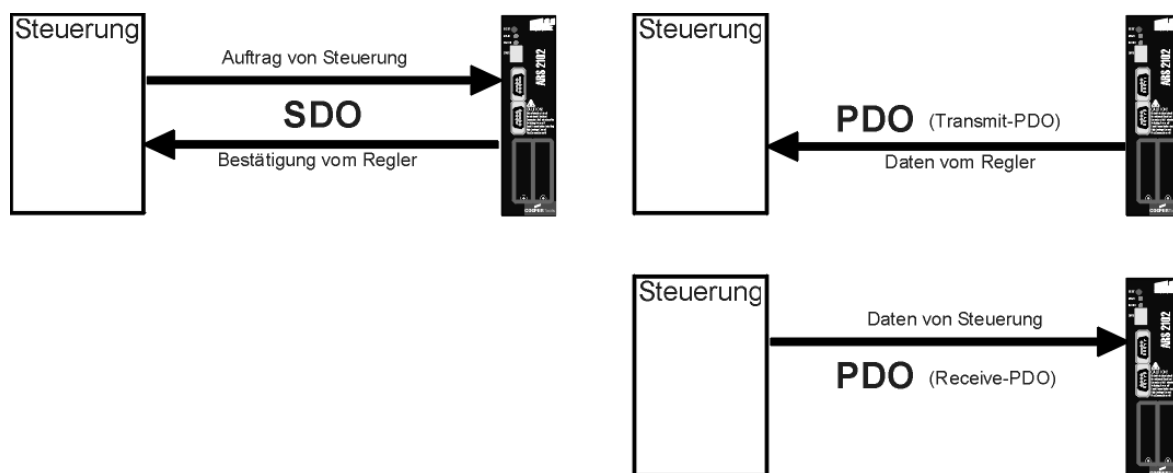 Steuerung
Auftrag von Steuerung
SDO
Bestätigung vom Regler
ARS 2102
Steuerung
PDO (Transmit-PDO)
Daten vom Regler
ARS 2102
Steuerung
Daten von Steuerung
PDO (Receive-PDO)
ARS 2102